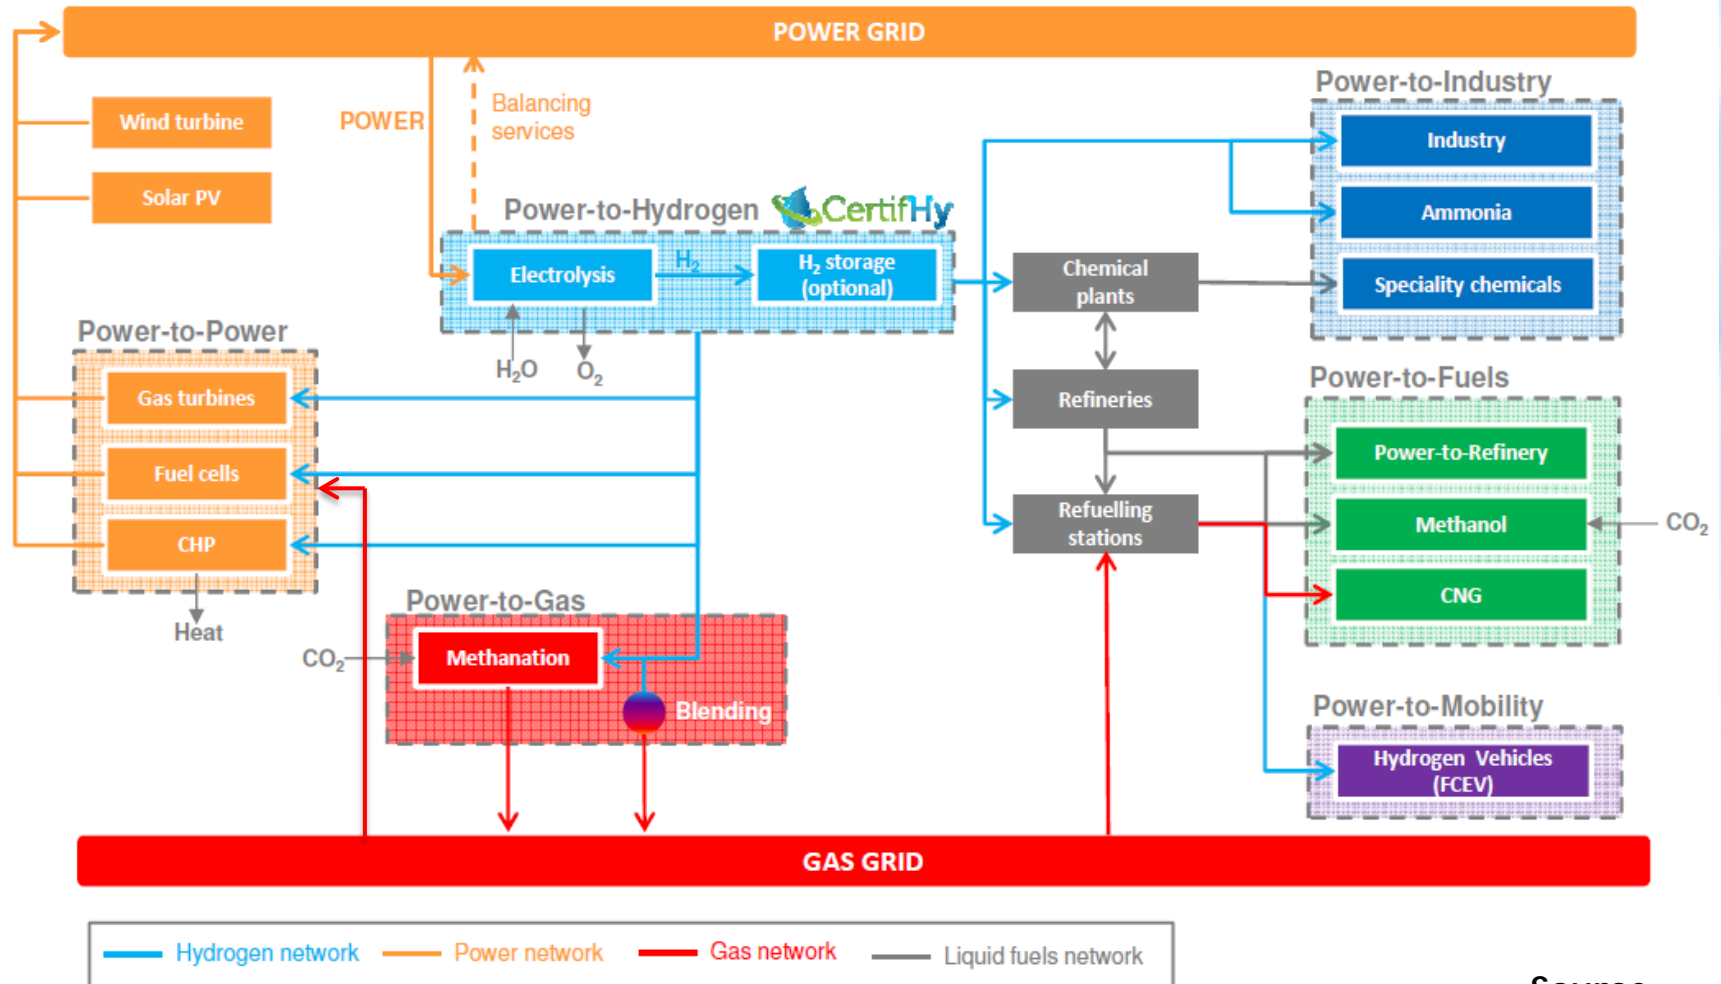 POWER GRID
Wind turbine
Solar PV
POWER
Balancing
services
Power-to-Hydrogen
CertifHy
Electrolysis
H₂
H₂ storage
(optional)
H₂O
O₂
Power-to-Power
Gas turbines
Fuel cells
CHP
Heat
Power-to-Gas
CO₂
Methanation
Blending
Chemical
plants
Refineries
Refuelling
stations
Power-to-Industry
Industry
Ammonia
Speciality chemicals
Power-to-Fuels
Power-to-Refinery
Methanol
CO₂
CNG
Power-to-Mobility
Hydrogen Vehicles
(FCEV)
GAS GRID
Hydrogen network
Power network
Gas network
Liquid fuels network